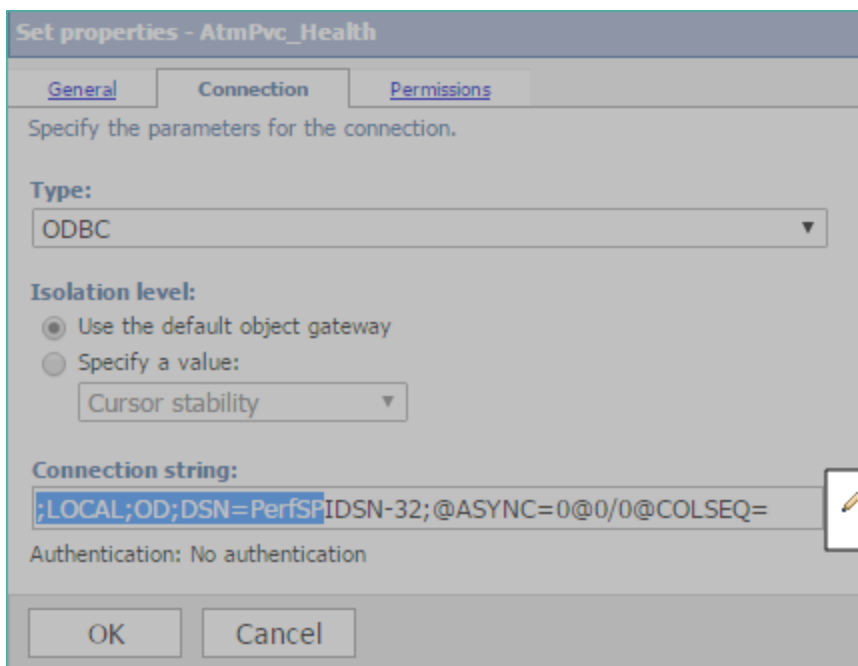 Set properties - AtmPvc_Health
General Connection Permissions
Specify the parameters for the connection.
Type:
ODBC
Isolation level:
Use the default object gateway
Specify a value:
Cursor stability
Connection string:
;LOCAL;OD;DSN=PerfSPIDSN-32;@ASYNC=0@0/0@COLSEQ=
Authentication: No authentication
OK Cancel